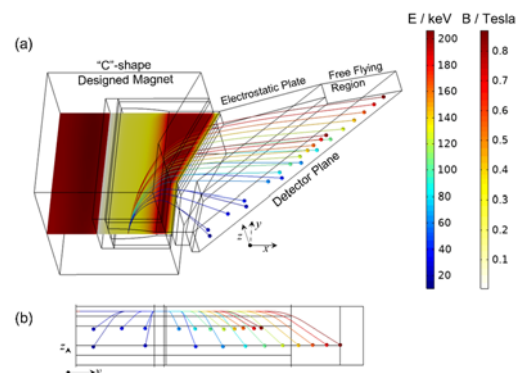 E / keV B / Tesla
(a)
"C"-shape
Designed Magnet
Electrostatic Plate
Free Flying
Region
Detector Plane
z y
x
200
180
160
140
120
100
80
60
40
20
0.8
0.7
0.6
0.5
0.4
0.3
0.2
0.1
(b)
z
y